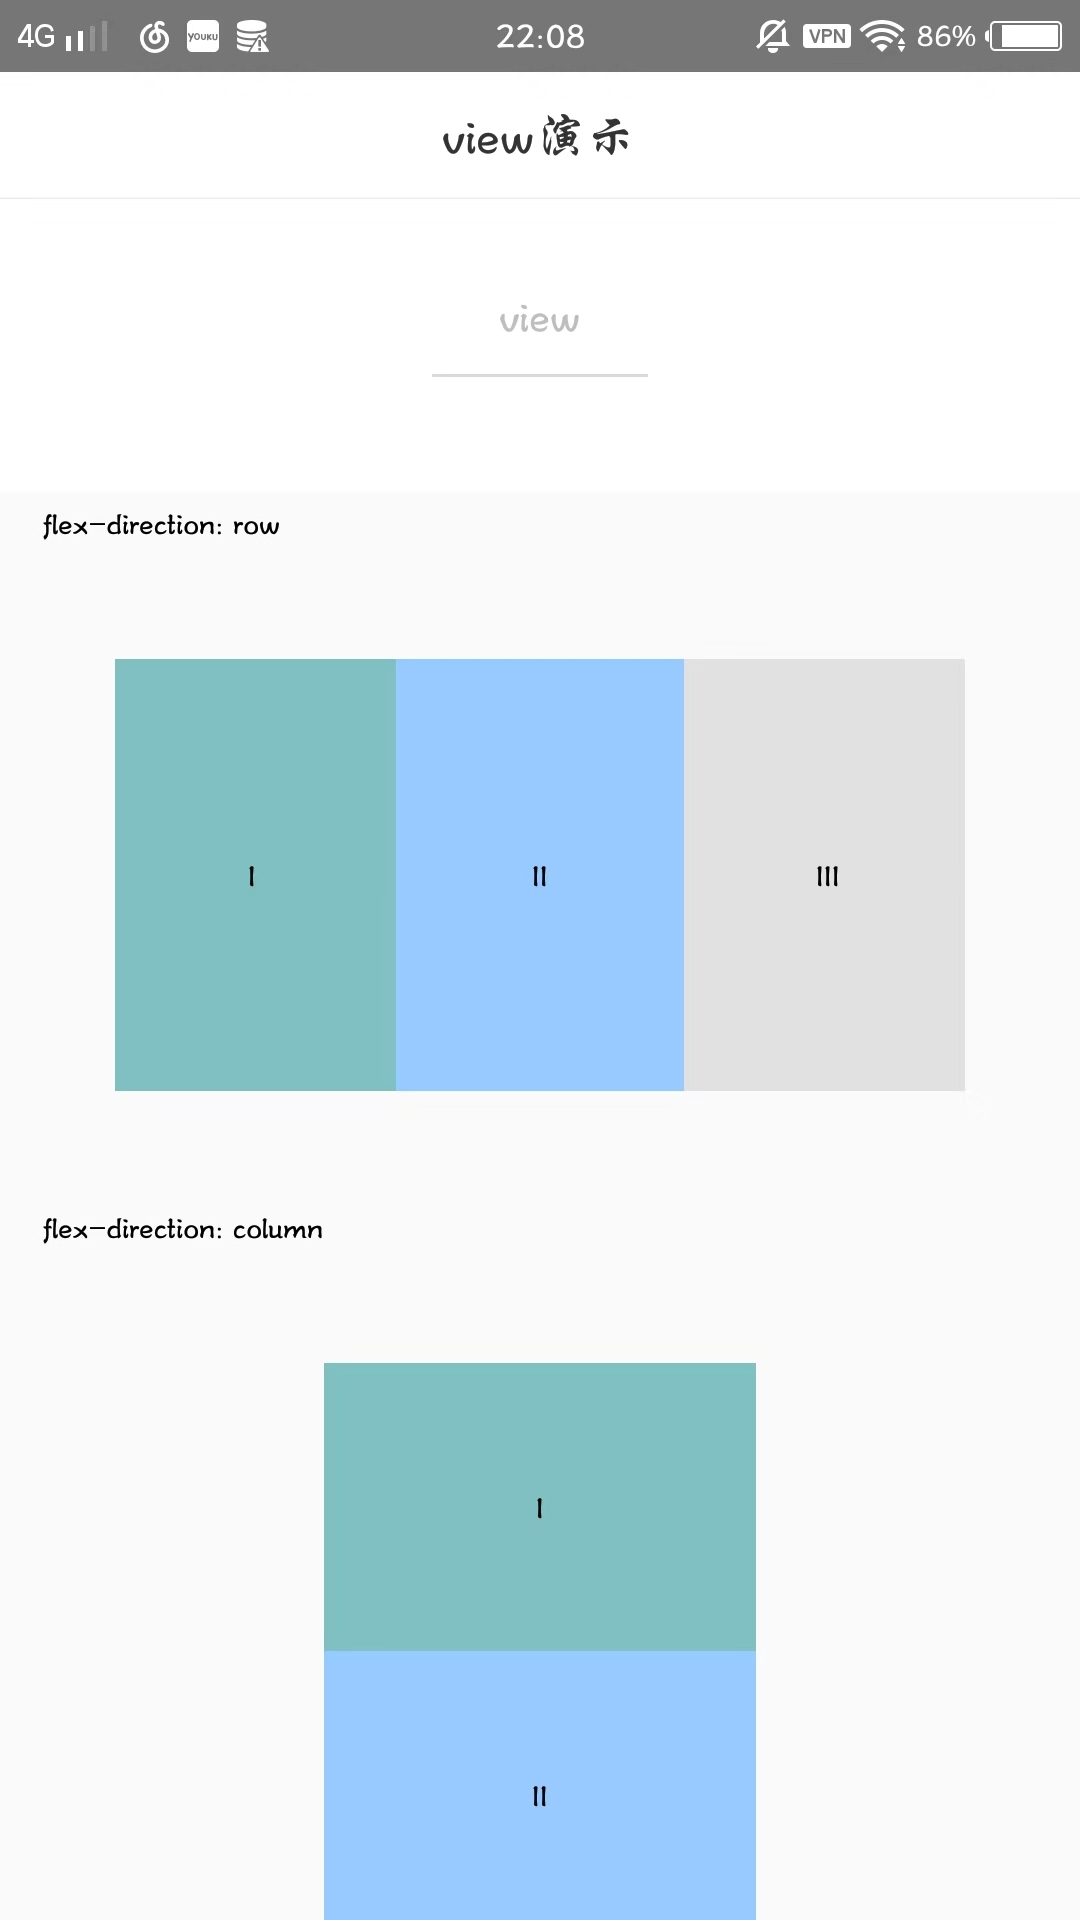 4G YOUKU 22:08 VPN 86%
view演示
view
flex-direction: row
I II III
flex-direction: column
I
II